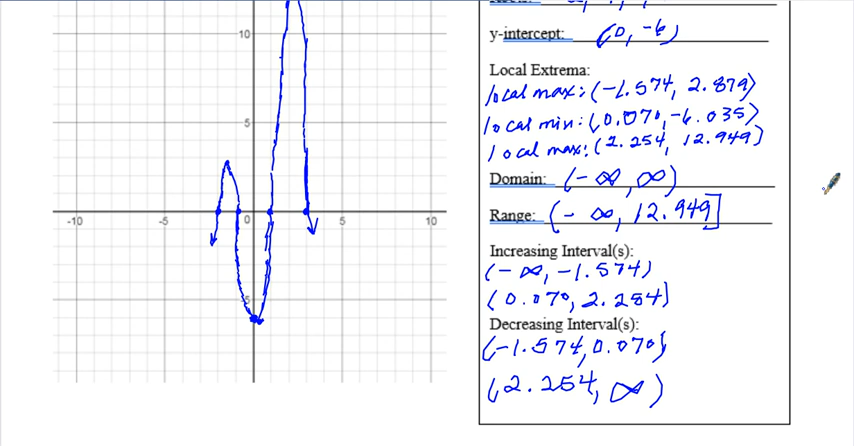 10
5
-10
-5
5
10
y-intercept: (0, -6)
Local Extrema:
local max: (-1.574, 2.879)
local min: (0.070, -6.035)
local max: (2.254, 12.949)
Domain: (-∞, ∞)
Range: (-∞, 12.949]
Increasing Interval(s):
(-∞, -1.574)
(0.070, 2.254)
Decreasing Interval(s):
(-1.574, 0.070)
(2.254, ∞)